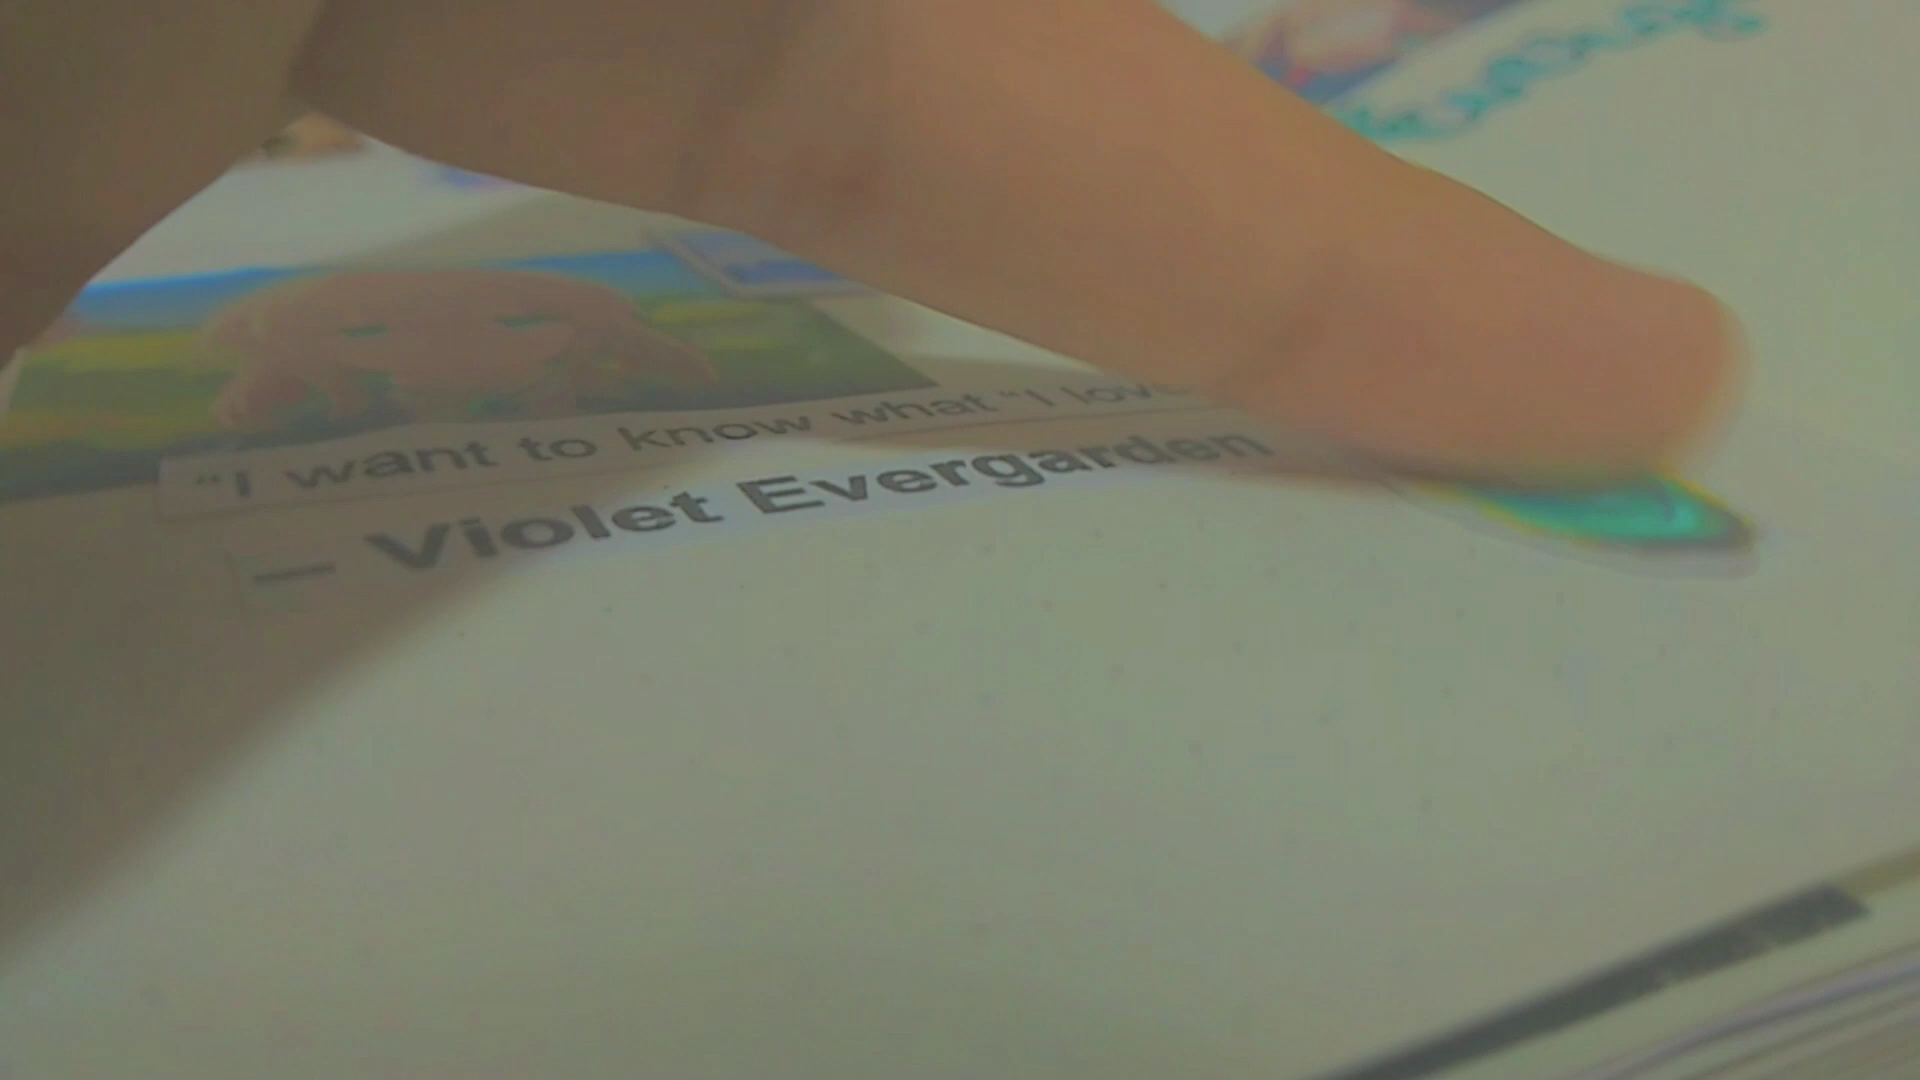 “I want to know what “I love
— Violet Evergarden